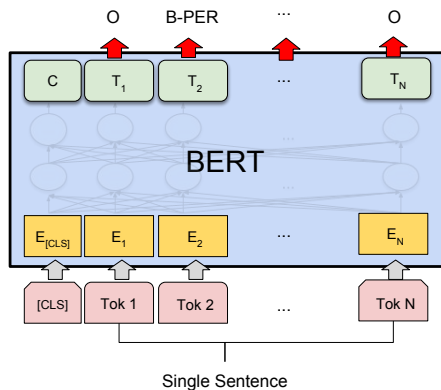 O B-PER ... O
C T1 T2 ... TN
...
BERT
...
E[CLS] E1 E2 ... EN
[CLS] Tok 1 Tok 2 ... Tok N
Single Sentence